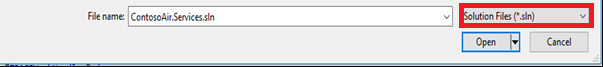 File name: ContosoAir.Services.sln Solution Files (*.sln)
Open Cancel